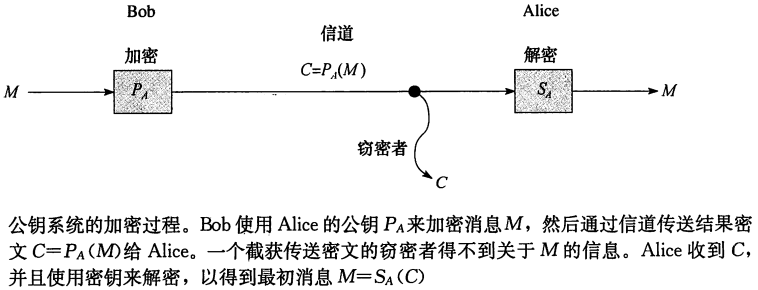 Bob Alice
加密 信道 解密
C=P_A(M)
M P_A S_A M
窃密者
C
公钥系统的加密过程。Bob 使用 Alice 的公钥 P_A来加密消息M，然后通过信道传送结果密
文 C=P_A(M)给 Alice。一个截获传送密文的窃密者得不到关于 M 的信息。Alice 收到 C，
并且使用密钥来解密，以得到最初消息 M=S_A(C)